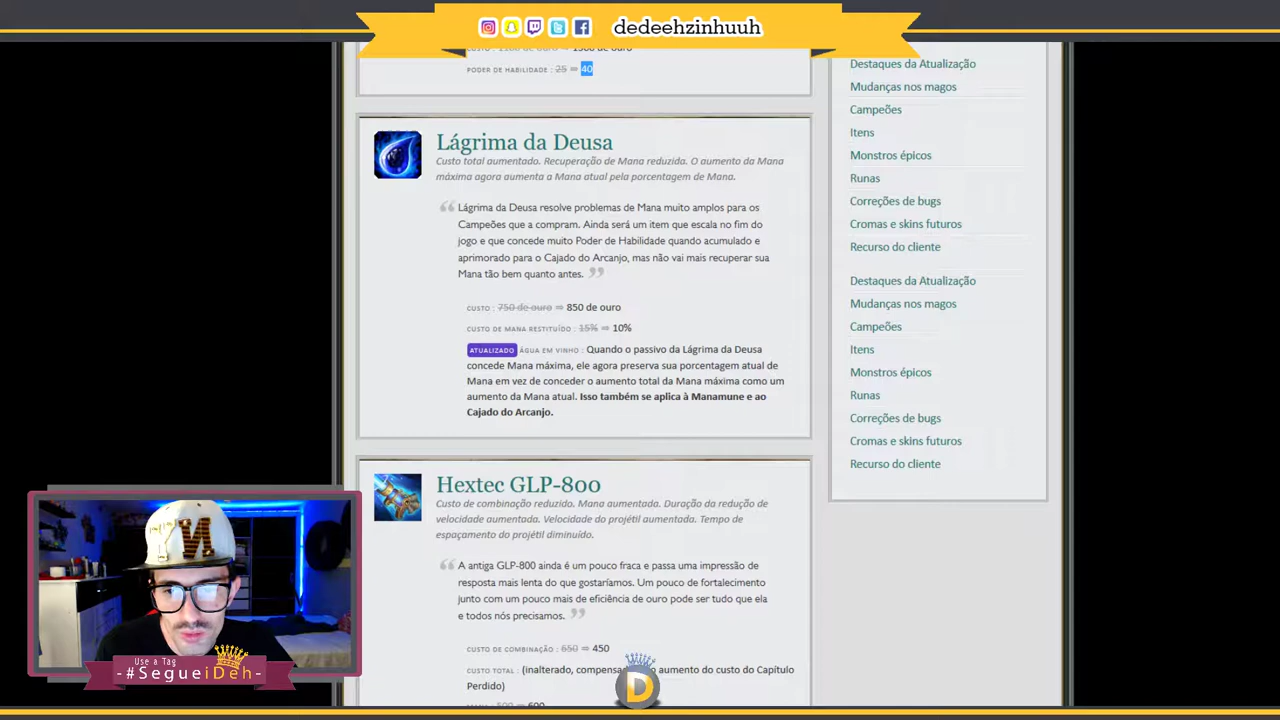 dedeehzinhuuh
CUSTO : 1100 de ouro ⇒ 1300 de ouro
PODER DE HABILIDADE : 25 ⇒ 40
Lágrima da Deusa
Custo total aumentado. Recuperação de Mana reduzida. O aumento da Mana
máxima agora aumenta a Mana atual pela porcentagem de Mana.
“ Lágrima da Deusa resolve problemas de Mana muito amplos para os
Campeões que a compram. Ainda será um item que escala no fim do
jogo e que concede muito Poder de Habilidade quando acumulado e
aprimorado para o Cajado do Arcanjo, mas não vai mais recuperar sua
Mana tão bem quanto antes. ”
CUSTO : 750 de ouro ⇒ 850 de ouro
CUSTO DE MANA RESTITUÍDO : 15% ⇒ 10%
ATUALIZADO ÁGUA EM VINHO : Quando o passivo da Lágrima da Deusa
concede Mana máxima, ele agora preserva sua porcentagem atual de
Mana em vez de conceder o aumento total da Mana máxima como um
aumento da Mana atual. Isso também se aplica à Manamune e ao
Cajado do Arcanjo.
Hextec GLP-800
Custo de combinação reduzido. Mana aumentada. Duração da redução de
velocidade aumentada. Velocidade do projétil aumentada. Tempo de
espaçamento do projétil diminuído.
“ A antiga GLP-800 ainda é um pouco fraca e passa uma impressão de
resposta mais lenta do que gostaríamos. Um pouco de fortalecimento
junto com um pouco mais de eficiência de ouro pode ser tudo que ela
e todos nós precisamos. ”
CUSTO DE COMBINAÇÃO : 650 ⇒ 450
CUSTO TOTAL : (inalterado, compensa o aumento do custo do Capítulo
Perdido)
600
Destaques da Atualização
Mudanças nos magos
Campeões
Itens
Monstros épicos
Runas
Correções de bugs
Cromas e skins futuros
Recurso do cliente
Destaques da Atualização
Mudanças nos magos
Campeões
Itens
Monstros épicos
Runas
Correções de bugs
Cromas e skins futuros
Recurso do cliente
Use a Tag
-#SegueiDeh-
D